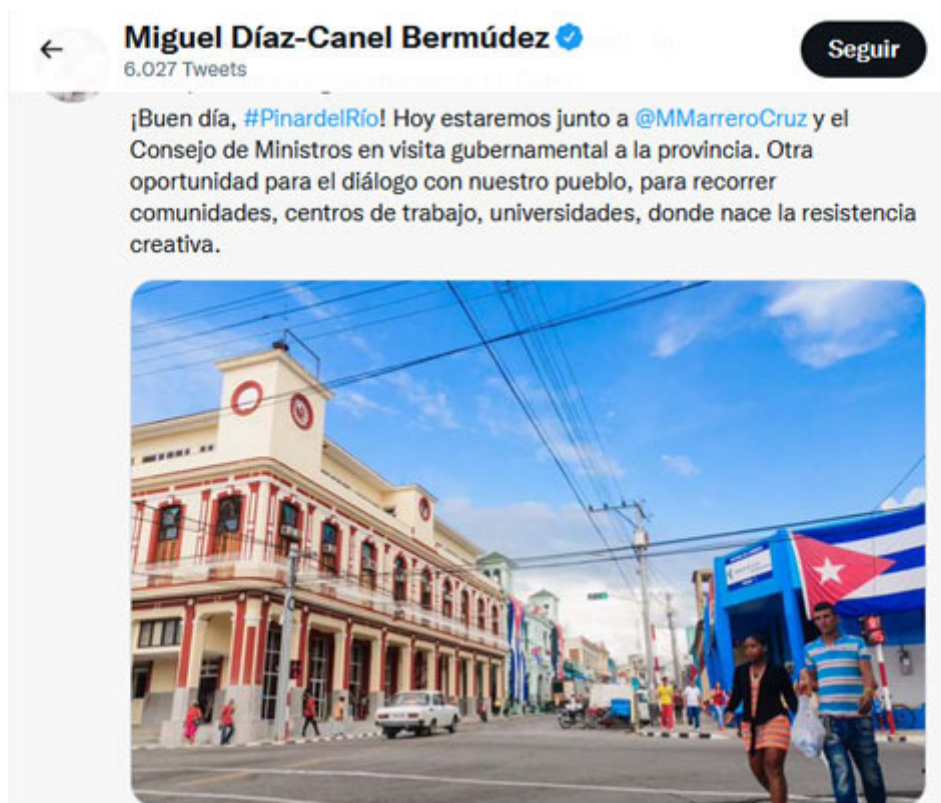 Miguel Díaz-Canel Bermúdez
Seguir
6.027 Tweets
¡Buen día, #PinardelRío! Hoy estaremos junto a @MMarreroCruz y el
Consejo de Ministros en visita gubernamental a la provincia. Otra
oportunidad para el diálogo con nuestro pueblo, para recorrer
comunidades, centros de trabajo, universidades, donde nace la resistencia
creativa.